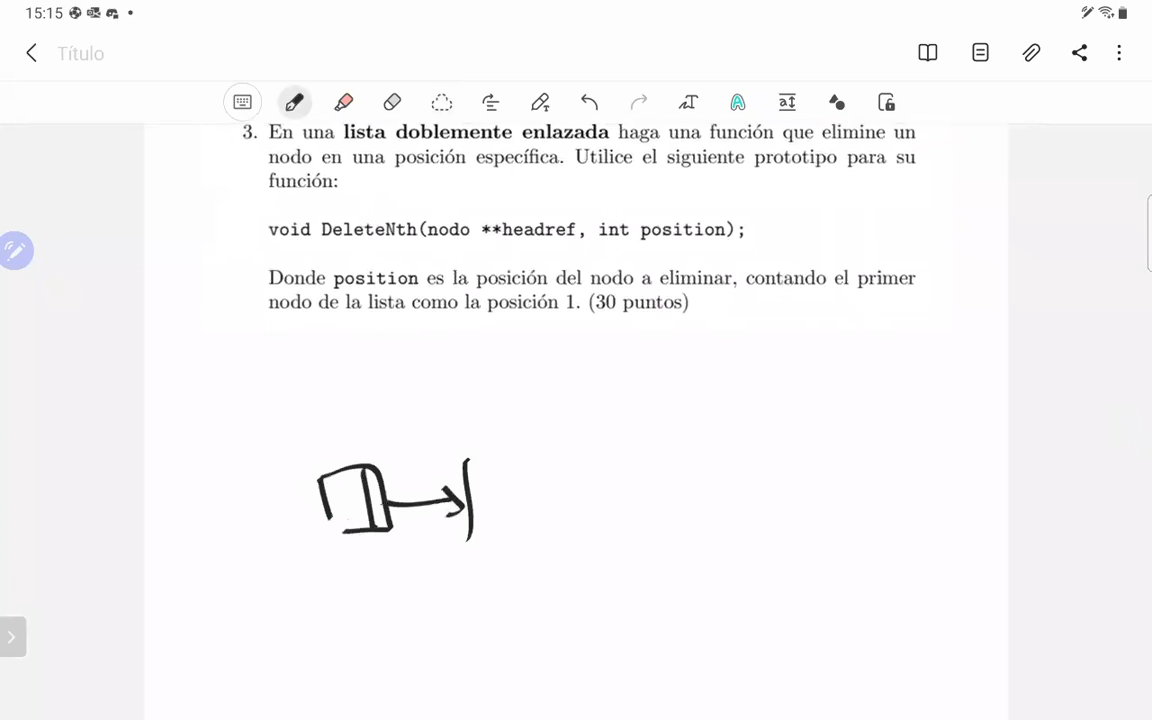 15:15
Título
3. En una lista doblemente enlazada haga una función que elimine un
nodo en una posición específica. Utilice el siguiente prototipo para su
función:
void DeleteNth(nodo **headref, int position);
Donde position es la posición del nodo a eliminar, contando el primer
nodo de la lista como la posición 1. (30 puntos)